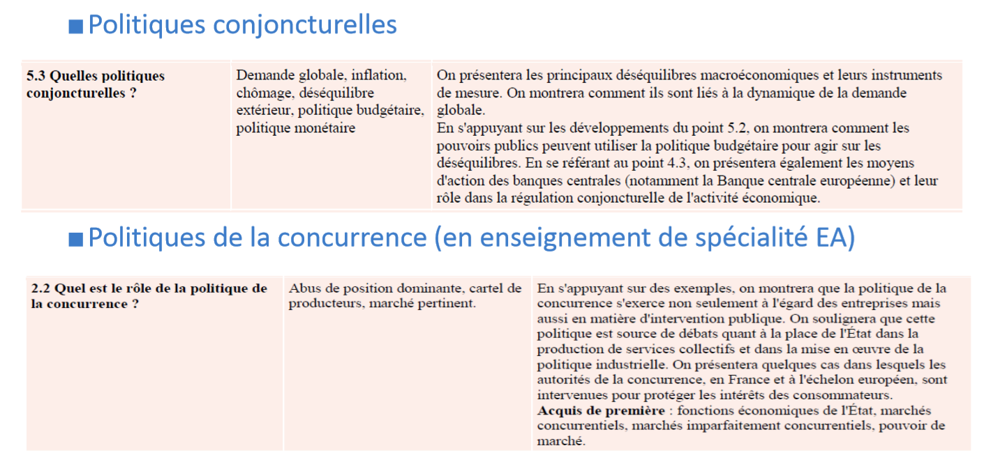 ■ Politiques conjoncturelles
5.3 Quelles politiques
conjoncturelles ?
Demande globale, inflation,
chômage, déséquilibre
extérieur, politique budgétaire,
politique monétaire
On présentera les principaux déséquilibres macroéconomiques et leurs instruments
de mesure. On montrera comment ils sont liés à la dynamique de la demande
globale.
En s'appuyant sur les développements du point 5.2, on montrera comment les
pouvoirs publics peuvent utiliser la politique budgétaire pour agir sur les
déséquilibres. En se référant au point 4.3, on présentera également les moyens
d'action des banques centrales (notamment la Banque centrale européenne) et leur
rôle dans la régulation conjoncturelle de l'activité économique.
■ Politiques de la concurrence (en enseignement de spécialité EA)
2.2 Quel est le rôle de la politique de
la concurrence ?
Abus de position dominante, cartel de
producteurs, marché pertinent.
En s'appuyant sur des exemples, on montrera que la politique de la
concurrence s'exerce non seulement à l'égard des entreprises mais
aussi en matière d'intervention publique. On soulignera que cette
politique est source de débats quant à la place de l'État dans la
production de services collectifs et dans la mise en œuvre de la
politique industrielle. On présentera quelques cas dans lesquels les
autorités de la concurrence, en France et à l'échelon européen, sont
intervenues pour protéger les intérêts des consommateurs.
Acquis de première : fonctions économiques de l'État, marchés
concurrentiels, marchés imparfaitement concurrentiels, pouvoir de
marché.